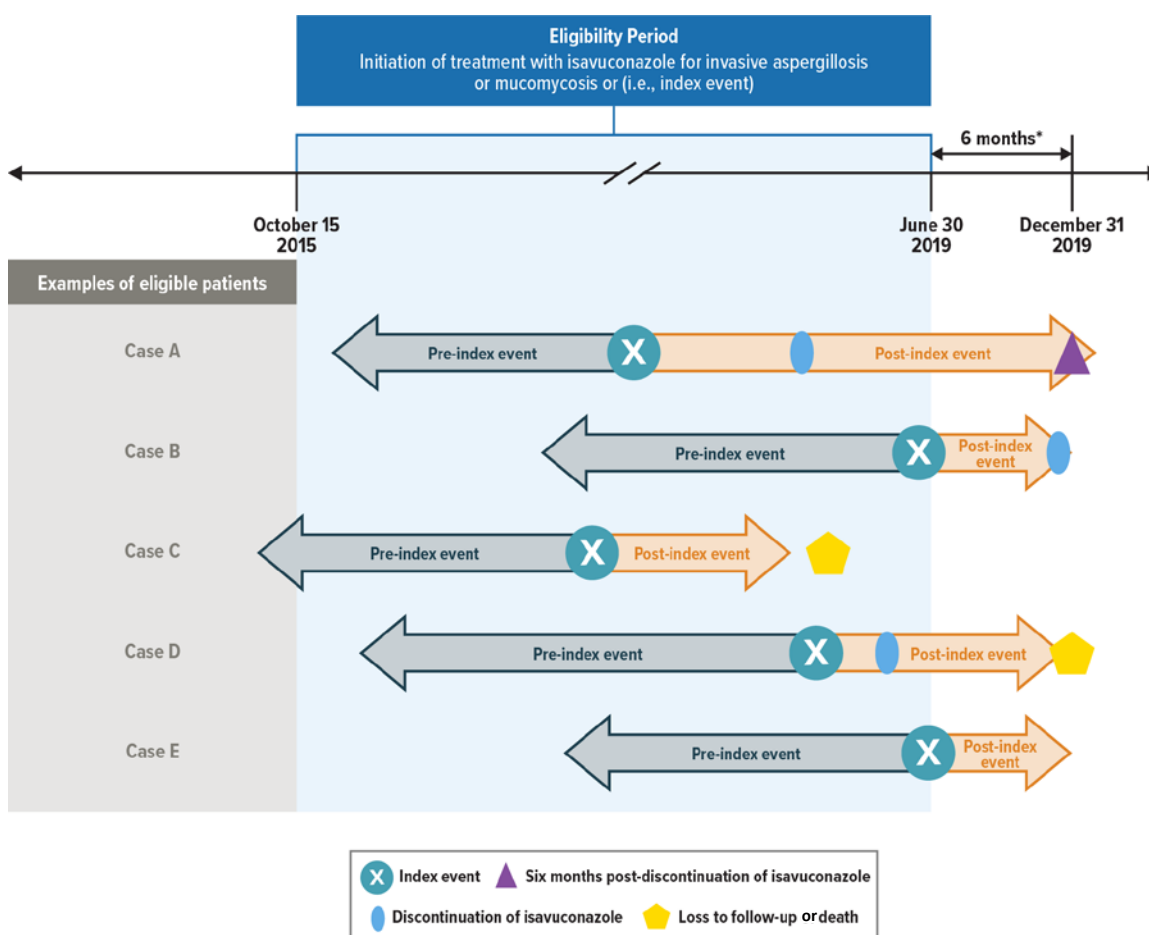 Eligibility Period
Initiation of treatment with isavuconazole for invasive aspergillosis
or mucomycosis or (i.e., index event)
6 months*
October 15
2015
June 30
2019
December 31
2019
Examples of eligible patients
Case A
Pre-index event
X
Post-index event
Case B
Pre-index event
X
Post-index
event
Case C
Pre-index event
X
Post-index event
Case D
Pre-index event
X
Post-index event
Case E
Pre-index event
X
Post-index
event
X Index event
Six months post-discontinuation of isavuconazole
Discontinuation of isavuconazole
Loss to follow-up or death